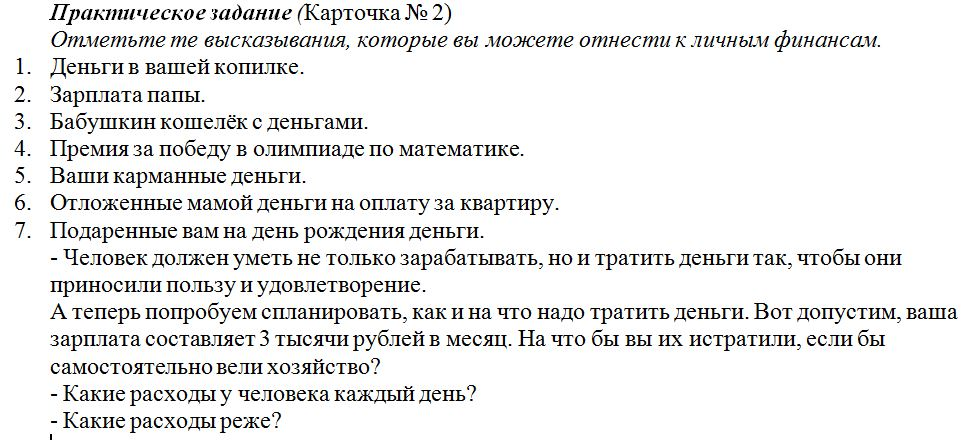 Практическое задание (Карточка № 2)
Отметьте те высказывания, которые вы можете отнести к личным финансам.
1. Деньги в вашей копилке.
2. Зарплата папы.
3. Бабушкин кошелёк с деньгами.
4. Премия за победу в олимпиаде по математике.
5. Ваши карманные деньги.
6. Отложенные мамой деньги на оплату за квартиру.
7. Подаренные вам на день рождения деньги.
- Человек должен уметь не только зарабатывать, но и тратить деньги так, чтобы они
приносили пользу и удовлетворение.
А теперь попробуем спланировать, как и на что надо тратить деньги. Вот допустим, ваша
зарплата составляет 3 тысячи рублей в месяц. На что бы вы их истратили, если бы
самостоятельно вели хозяйство?
- Какие расходы у человека каждый день?
- Какие расходы реже?